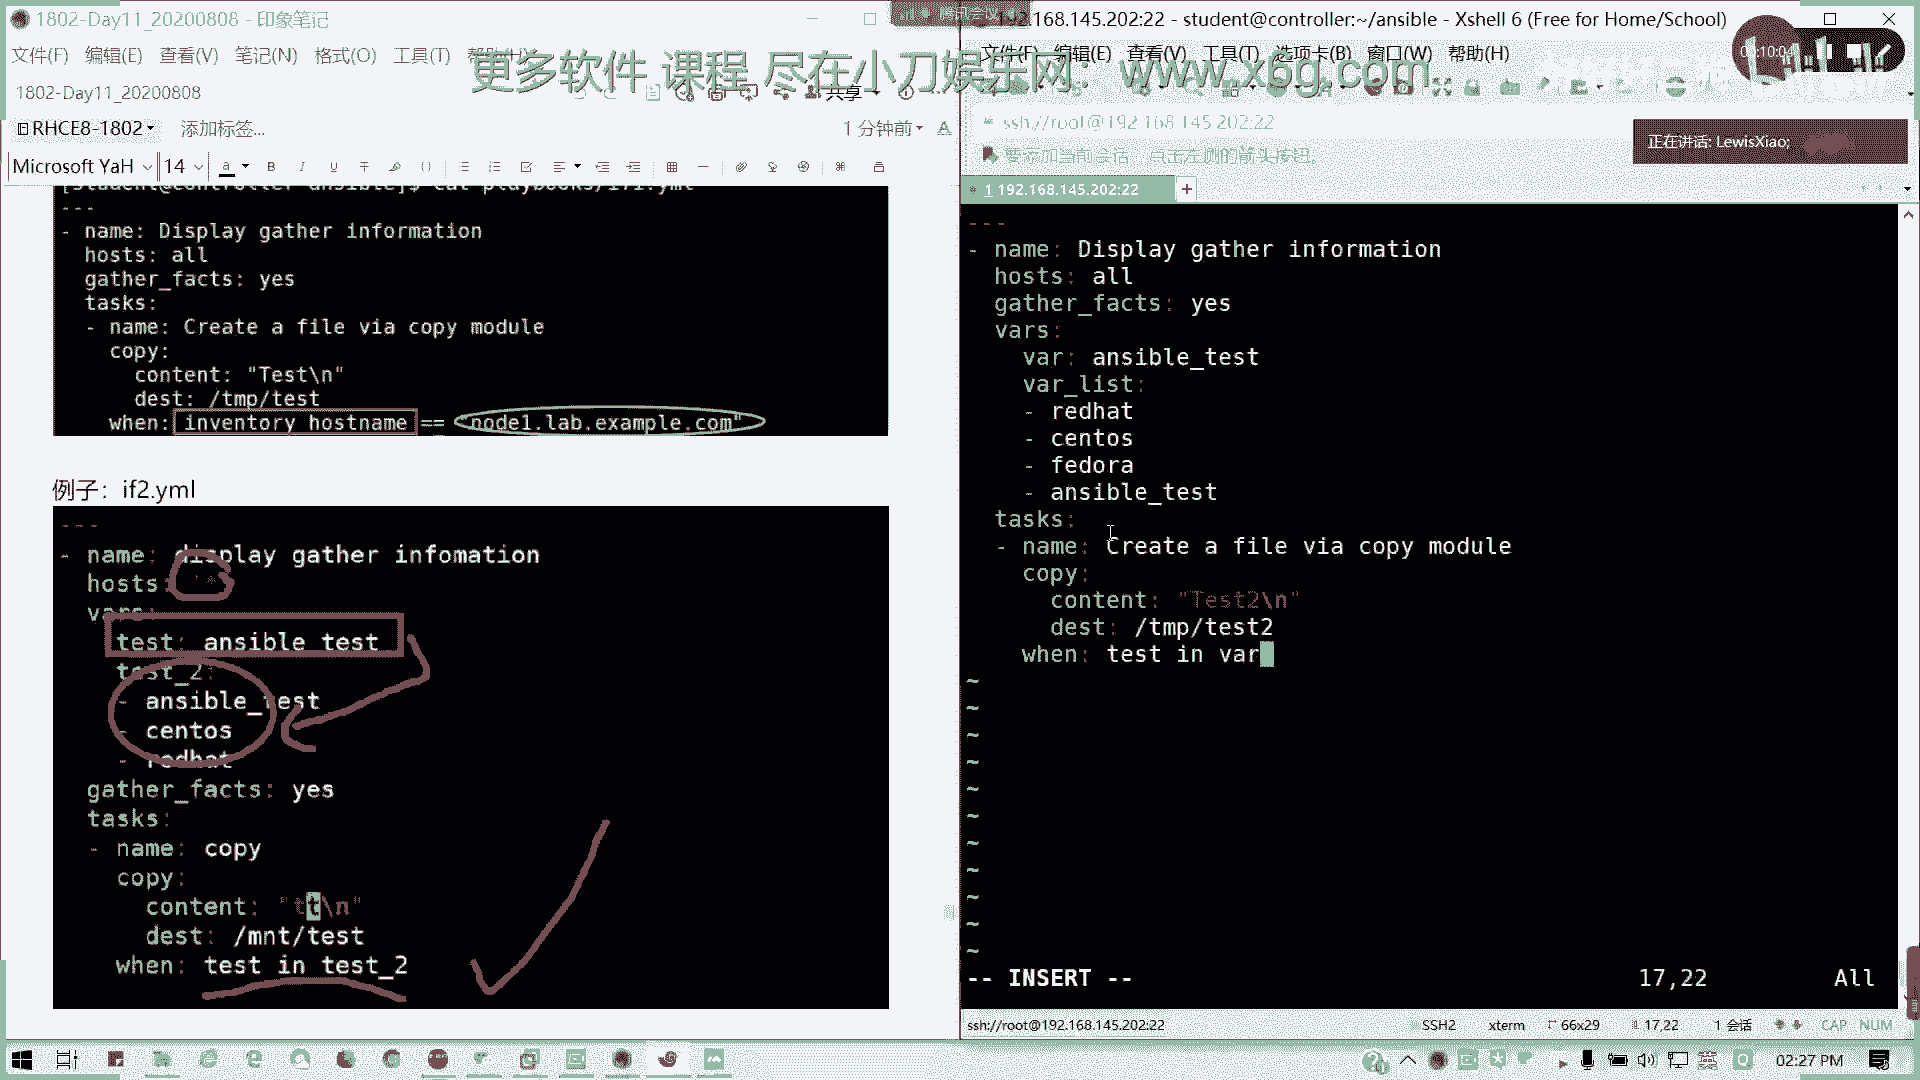 1802-Day11_20200808 - 印象笔记
文件(F) 编辑(E) 查看(V) 笔记(N) 格式(O) 工具(T)
1802-Day11_20200808
共享
RHCE8-1802 添加标签...
1 分钟前
Microsoft YaH 14
- name: Display gather information
hosts: all
gather_facts: yes
tasks:
- name: Create a file via copy module
copy:
content: "Test\n"
dest: /tmp/test
when: inventory_hostname == "node1.lab.example.com"
例子：if2.yml
---
- name: display gather infomation
hosts: '*'
vars:
test: ansible_test
test_2:
- ansible_test
- centos
- redhat
gather_facts: yes
tasks:
- name: copy
copy:
content: "tt\n"
dest: /mnt/test
when: test in test_2
更多软件 课程 尽在小刀娱乐网：www.x6g.com
腾讯会议
192.168.145.202:22 - student@controller:~/ansible - Xshell 6 (Free for Home/School)
文件(F) 编辑(E) 查看(V) 工具(T) 选项卡(B) 窗口(W) 帮助(H)
ssh://root@192.168.145.202:22
要添加当前会话，点击左侧的箭头按钮。
正在讲话: LewisXiao;
1 192.168.145.202:22 +
---
- name: Display gather information
hosts: all
gather_facts: yes
vars:
var: ansible_test
var_list:
- redhat
- centos
- fedora
- ansible_test
tasks:
- name: Create a file via copy module
copy:
content: "Test2\n"
dest: /tmp/test2
when: test in var
~
~
~
~
~
~
~
~
~
~
~
-- INSERT -- 17,22 All
ssh://root@192.168.145.202:22 SSH2 xterm 66x29 17,22 1 会话 CAP NUM
英
02:27 PM